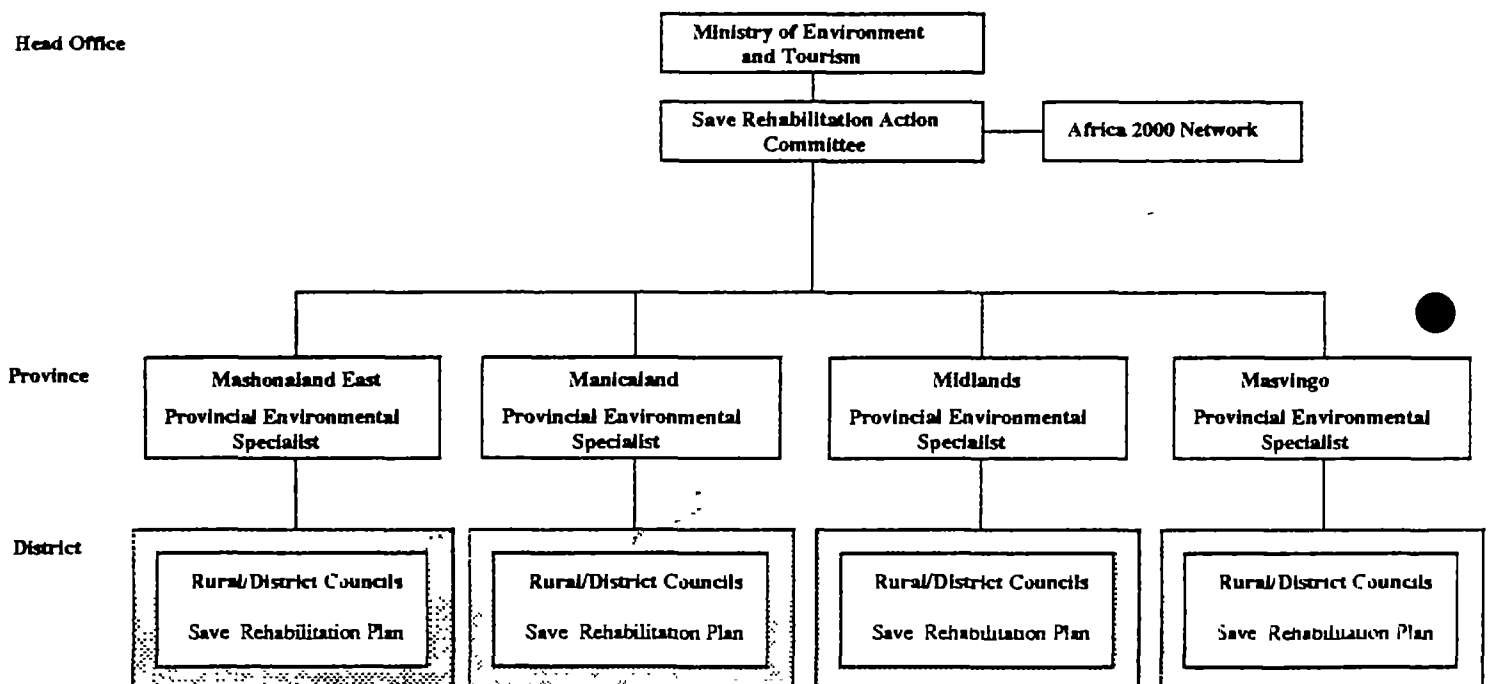 Head Office
Ministry of Environment
and Tourism
Save Rehabilitation Action
Committee
Africa 2000 Network
Province
Mashonaland East
Provincial Environmental
Specialist
Manicaland
Provincial Environmental
Specialist
Midlands
Provincial Environmental
Specialist
Masvingo
Provincial Environmental
Specialist
District
Rural/District Councils
Save Rehabilitation Plan
Rural/District Councils
Save Rehabilitation Plan
Rural/District Councils
Save Rehabilitation Plan
Rural/District Councils
Save Rehabilitation Plan